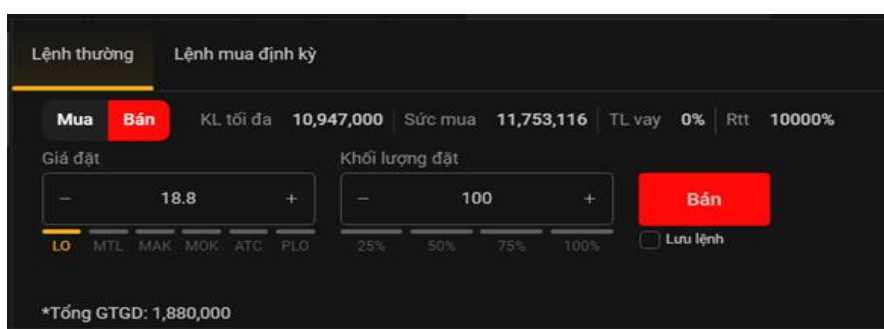 Lệnh thường Lệnh mua định kỳ
Mua Bán KL tối đa 10,947,000 Sức mua 11,753,116 TL vay 0% Rtt 10000%
Giá đặt Khối lượng đặt
− 18.8 + − 100 + Bán
LO MTL MAK MOK ATC PLO 25% 50% 75% 100% Lưu lệnh
*Tổng GTGD: 1,880,000